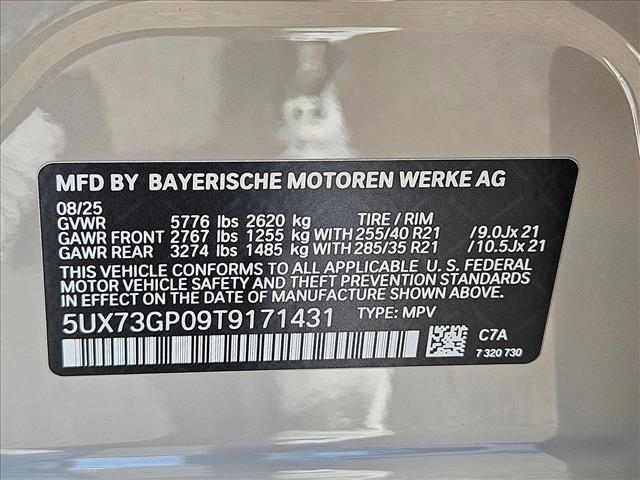 MFD BY BAYERISCHE MOTOREN WERKE AG
08/25
GVWR 5776 lbs 2620 kg TIRE / RIM
GAWR FRONT 2767 lbs 1255 kg WITH 255/40 R21 /9.0Jx 21
GAWR REAR 3274 lbs 1485 kg WITH 285/35 R21 /10.5Jx 21
THIS VEHICLE CONFORMS TO ALL APPLICABLE U. S. FEDERAL
MOTOR VEHICLE SAFETY AND THEFT PREVENTION STANDARDS
IN EFFECT ON THE DATE OF MANUFACTURE SHOWN ABOVE.
5UX73GP09T9171431 TYPE: MPV
C7A
7 320 730